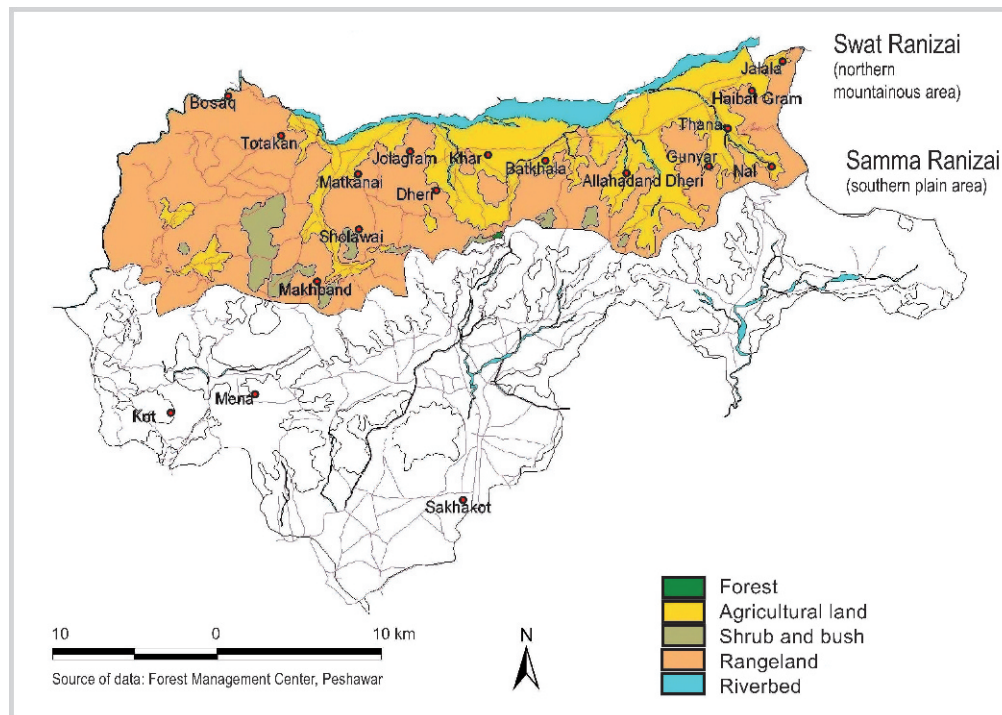 Swat Ranizai
(northern
mountainous area)
Jalala
Bosaq
Haibat Gram
Thana
Totakan
Jolagram
Khar
Batkhala
Gunyar
Samma Ranizai
(southern plain area)
Matkanai
Dheri
Allahadand Dheri
Nal
Sholawai
Makhband
Mena
Kot
Sakhakot
Forest
Agricultural land
Shrub and bush
Rangeland
Riverbed
10 0 10 km
N
Source of data: Forest Management Center, Peshawar